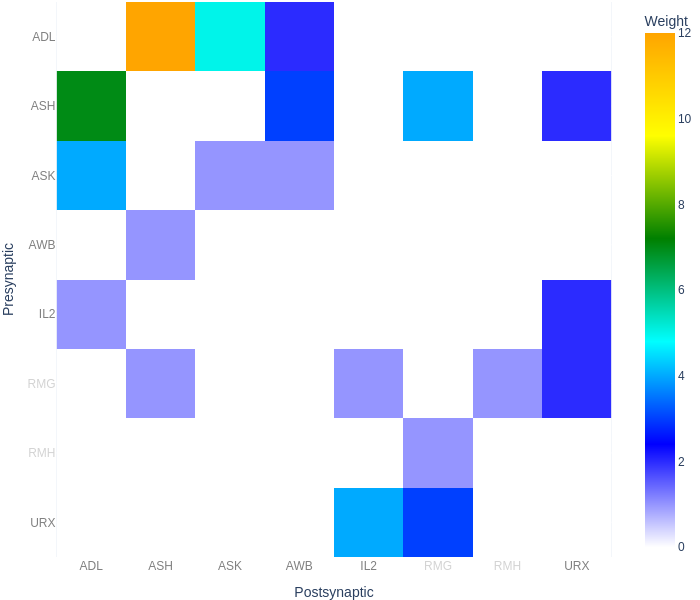 Weight
ADL
ASH
ASK
AWB
IL2
RMG
RMH
URX
Presynaptic
ADL ASH ASK AWB IL2 RMG RMH URX
Postsynaptic
12
10
8
6
4
2
0